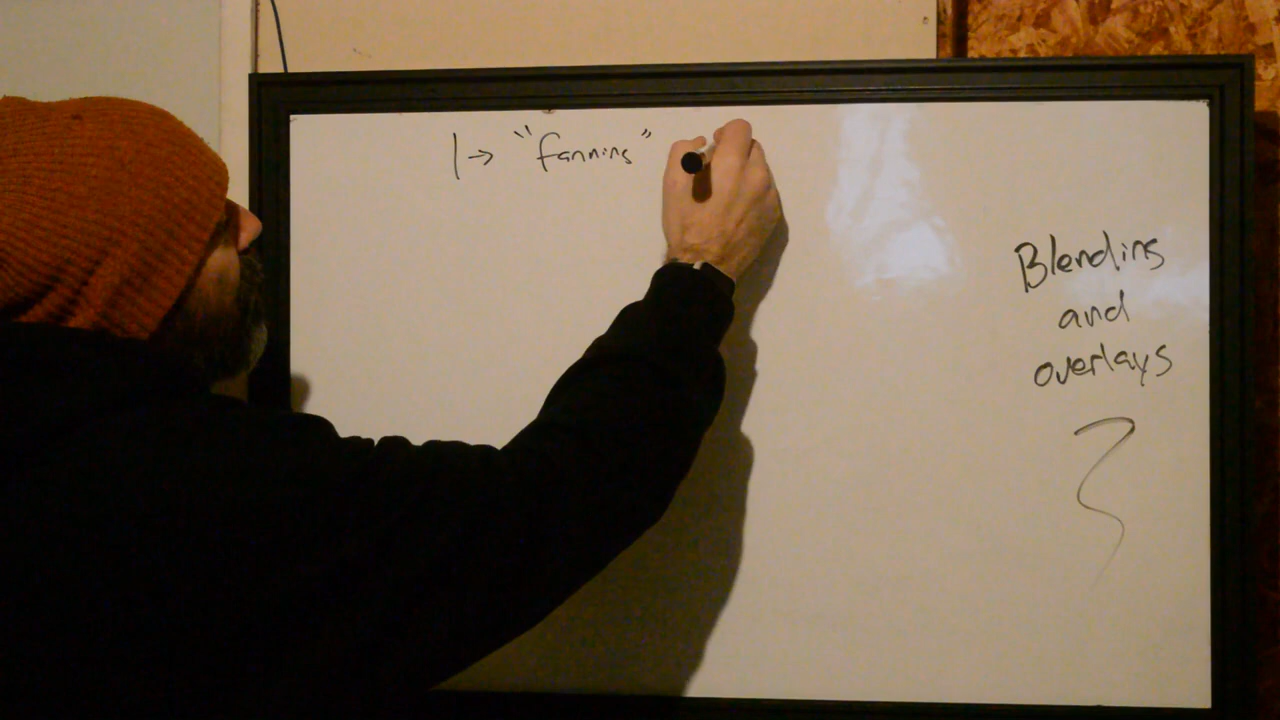 1→ "fanning"
Blending
and
overlays